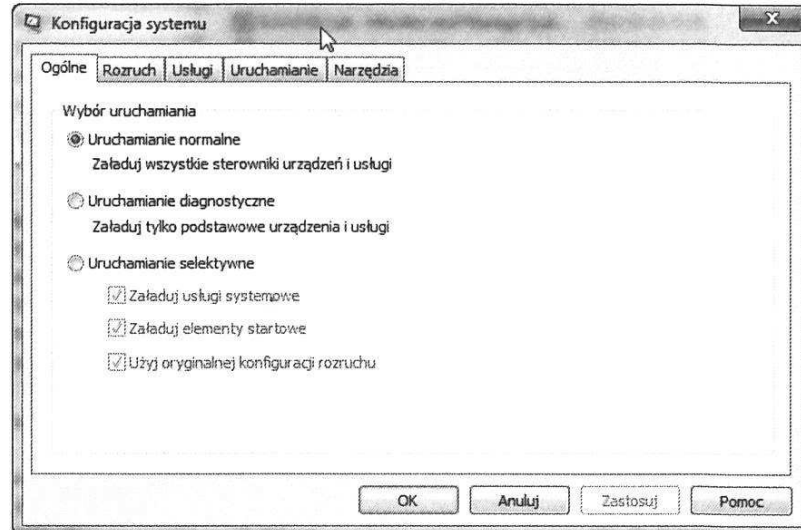 Konfiguracja systemu
Ogólne Rozruch Usługi Uruchamianie Narzędzia
Wybór uruchamiania
Uruchamianie normalne
Załaduj wszystkie sterowniki urządzeń i usługi
Uruchamianie diagnostyczne
Załaduj tylko podstawowe urządzenia i usługi
Uruchamianie selektywne
Załaduj usługi systemowe
Załaduj elementy startowe
Użyj oryginalnej konfiguracji rozruchu
OK Anuluj Zastosuj Pomoc